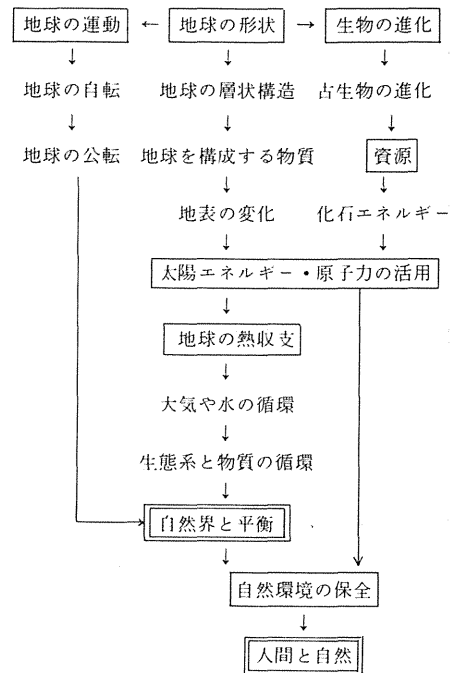 地球の運動 ← 地球の形状 → 生物の進化
↓ ↓ ↓
地球の自転 地球の層状構造 古生物の進化
↓ ↓ ↓
地球の公転 地球を構成する物質 資源
↓ ↓
地表の変化 化石エネルギー
↓ ↓
太陽エネルギー・原子力の活用
↓
地球の熱収支
↓
大気や水の循環
↓
生態系と物質の循環
↓
自然界と平衡
↓
自然環境の保全
↓
人間と自然